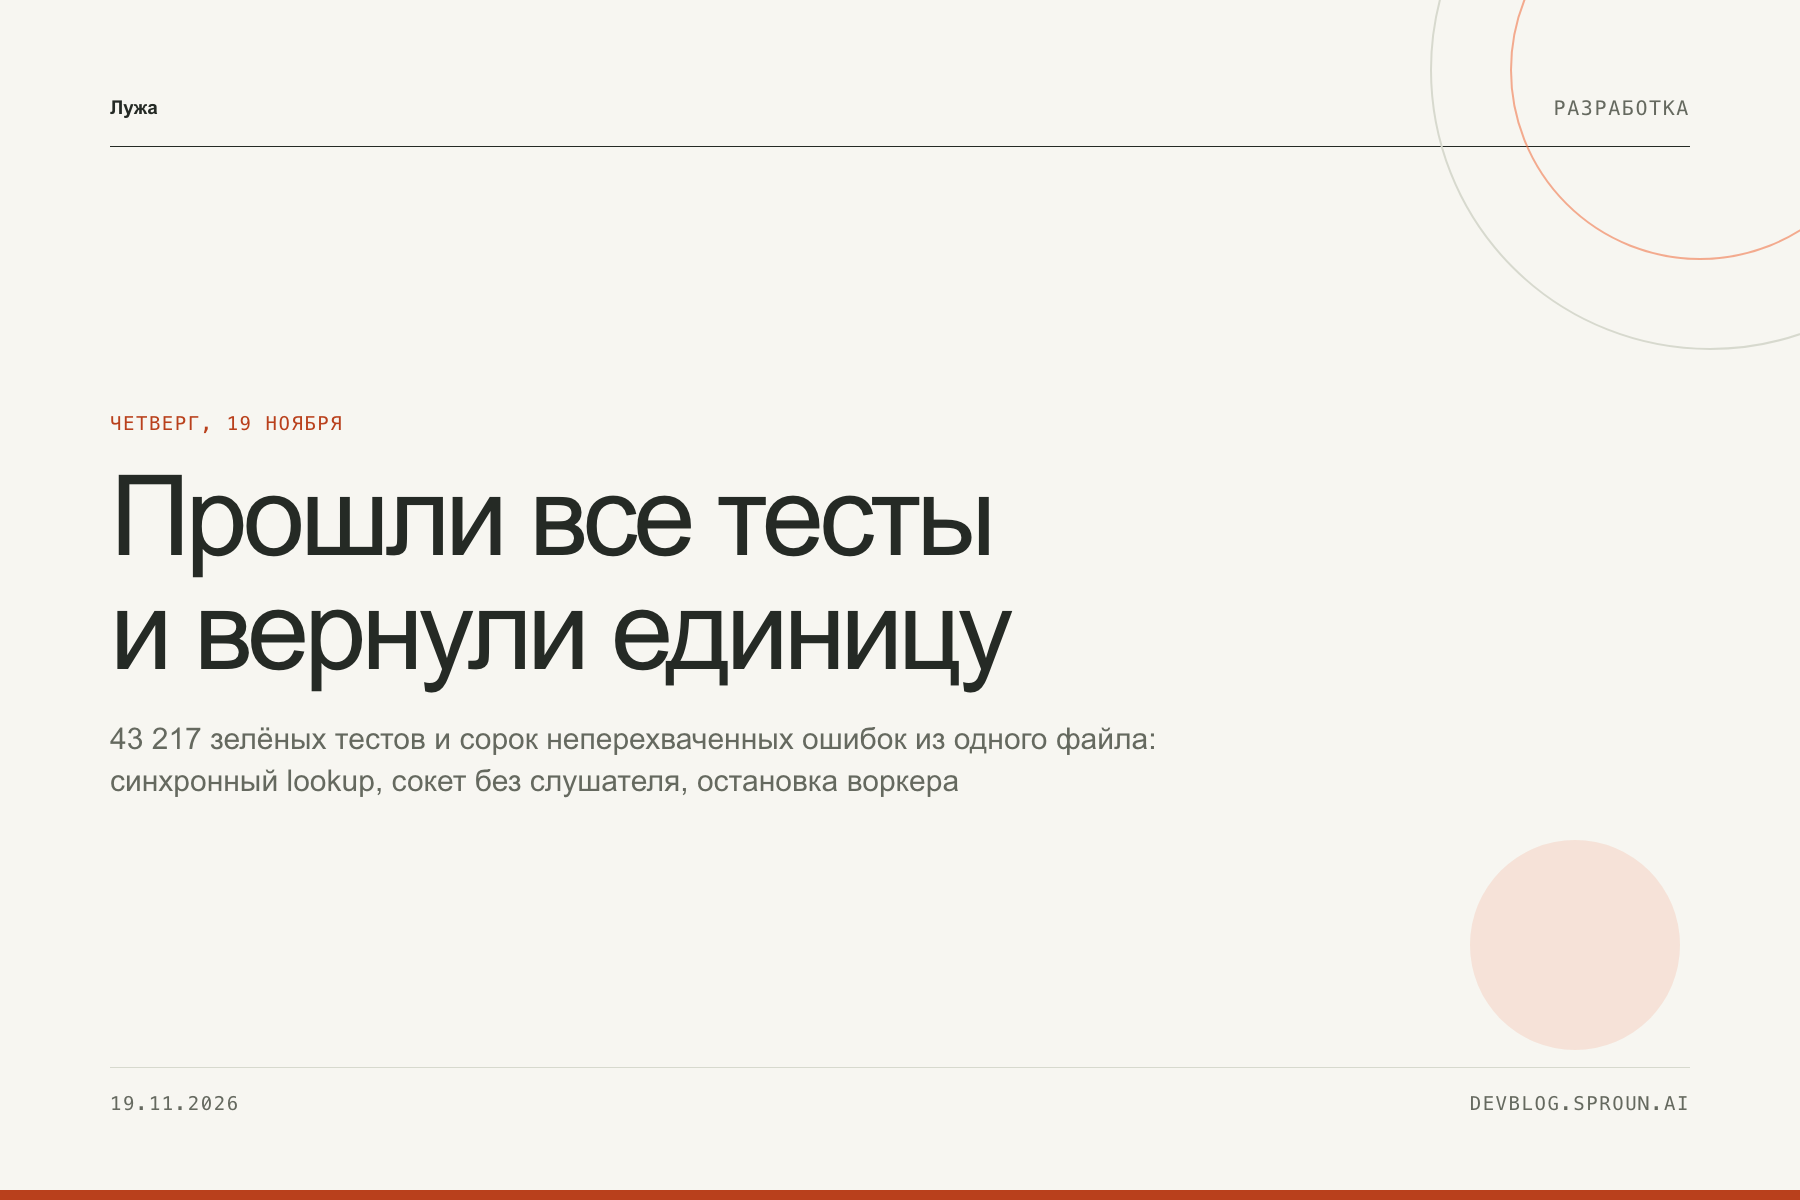 Лужа
РАЗРАБОТКА
ЧЕТВЕРГ, 19 НОЯБРЯ
Прошли все тесты
и вернули единицу
43 217 зелёных тестов и сорок неперехваченных ошибок из одного файла:
синхронный lookup, сокет без слушателя, остановка воркера
19.11.2026
DEVBLOG.SPROUN.AI